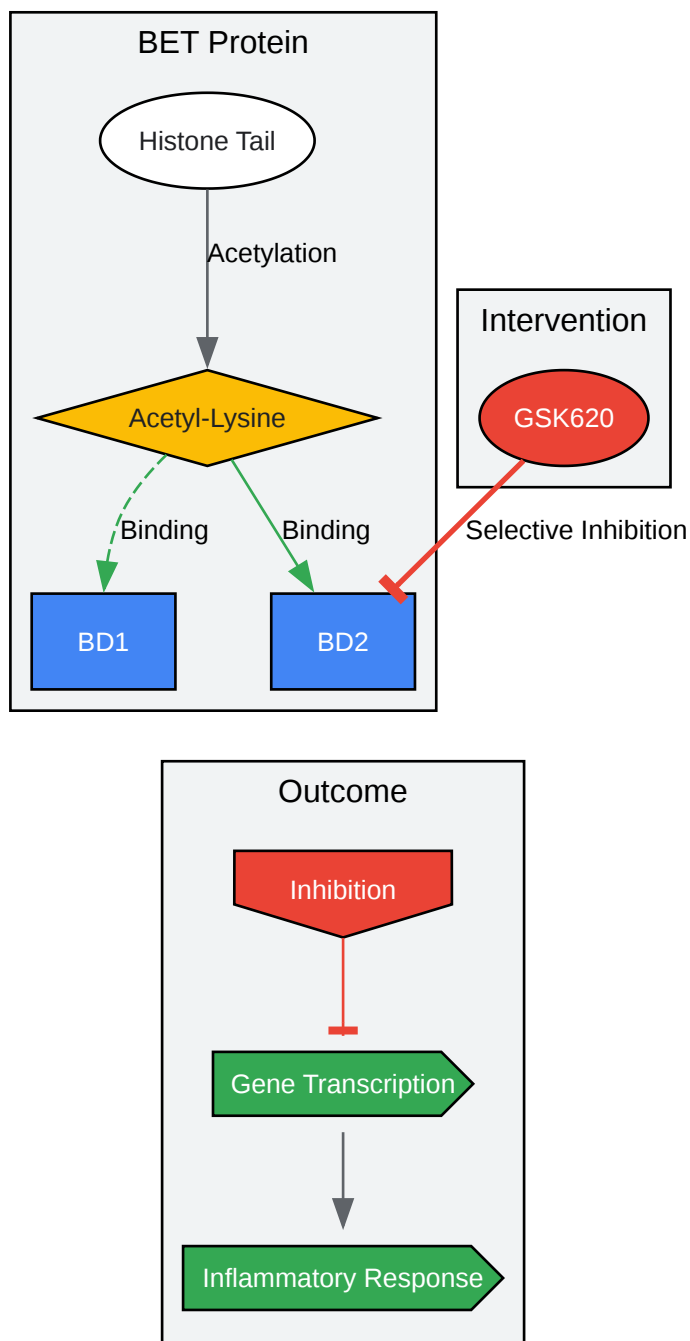 BET Protein
Histone Tail
Acetylation
Intervention
GSK620
Acetyl-Lysine
Binding
Binding
Selective Inhibition
BD1
BD2
Outcome
Inhibition
Gene Transcription
Inflammatory Response